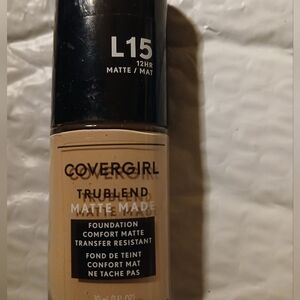 L15
12HR
MATTE / MAT
COVERGIRL
TRUBLEND
MATTE MADE
FOUNDATION
COMFORT MATTE
TRANSFER RESISTANT
FOND DE TEINT
CONFORT MAT
NE TACHE PAS